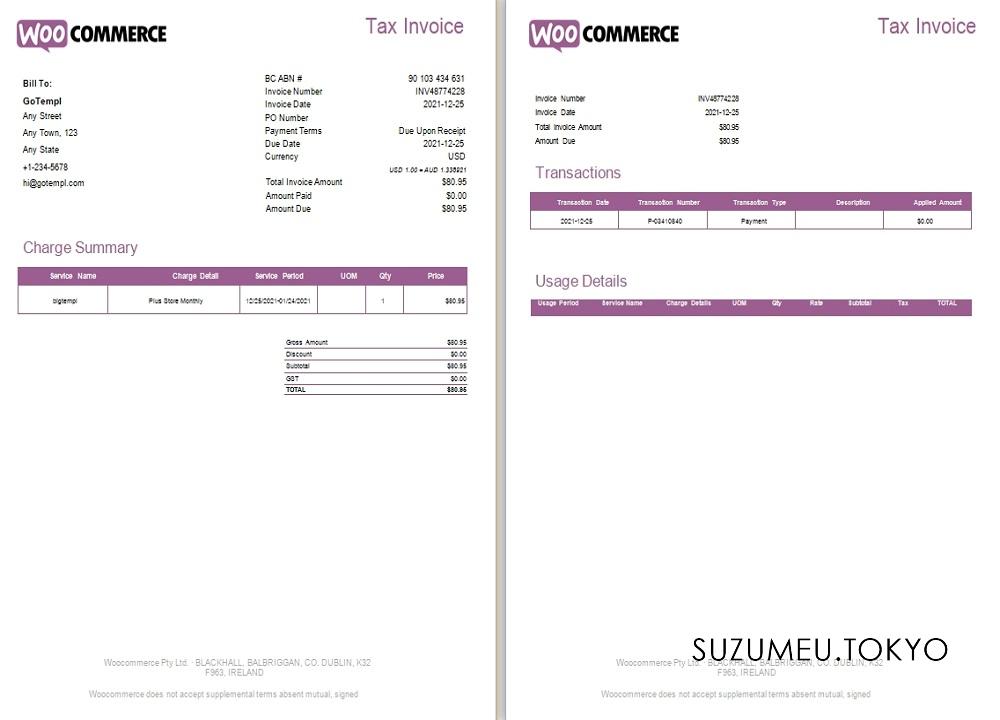 WOO COMMERCE
Tax Invoice
Bill To:
GoTempl
Any Street
Any Town, 123
Any State
+1-234-5678
hi@gotempl.com
BC ABN # 90 103 434 631
Invoice Number INV48774228
Invoice Date 2021-12-25
PO Number
Payment Terms Due Upon Receipt
Due Date 2021-12-25
Currency USD
USD 1.00 = AUD 1.338921
Total Invoice Amount $80.95
Amount Paid $0.00
Amount Due $80.95
Charge Summary
Service Name Charge Detail Service Period UOM Qty Price
bigtempl Plus Store Monthly 12/25/2021-01/24/2021 1 $80.95
Gross Amount $80.95
Discount $0.00
Subtotal $80.95
GST $0.00
TOTAL $80.95
Woocommerce Pty Ltd. · BLACKHALL, BALBRIGGAN, CO. DUBLIN, K32
F963, IRELAND
Woocommerce does not accept supplemental terms absent mutual, signed
WOO COMMERCE
Tax Invoice
Invoice Number INV48774228
Invoice Date 2021-12-25
Total Invoice Amount $80.95
Amount Due $80.95
Transactions
Transaction Date Transaction Number Transaction Type Description Applied Amount
2021-12-25 P-03410840 Payment $0.00
Usage Details
Usage Period Service Name Charge Details UOM Qty Rate Subtotal Tax TOTAL
SUZUMEU.TOKYO
Woocommerce Pty Ltd. · BLACKHALL, BALBRIGGAN, CO. DUBLIN, K32
F963, IRELAND
Woocommerce does not accept supplemental terms absent mutual, signed